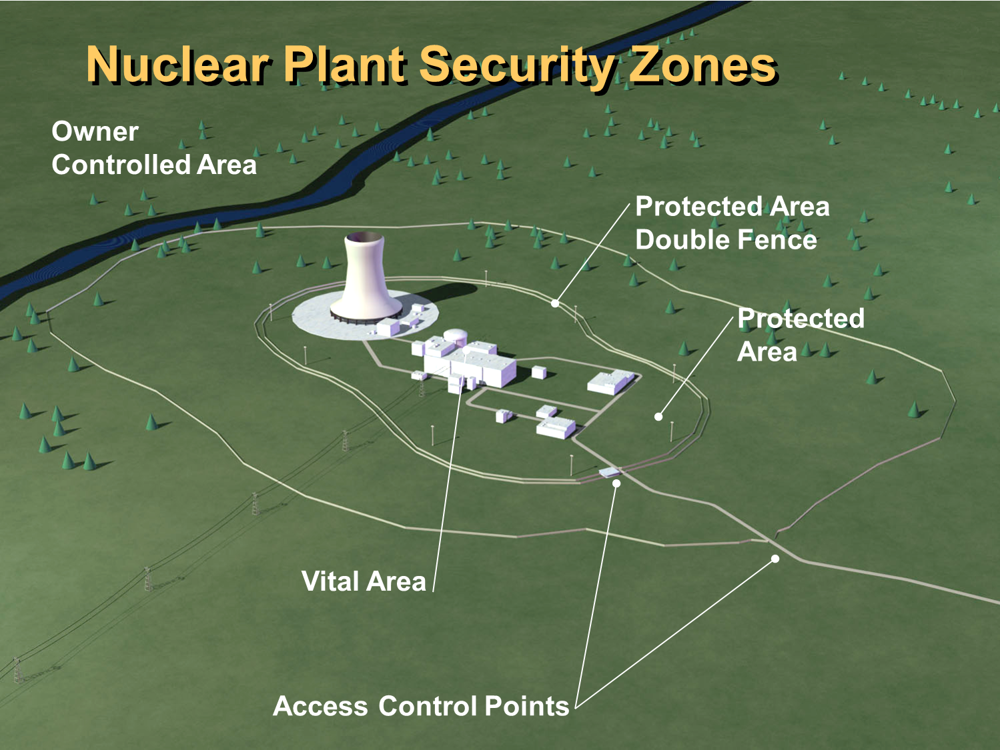 Nuclear Plant Security Zones
Owner
Controlled Area
Protected Area
Double Fence
Protected
Area
Vital Area
Access Control Points